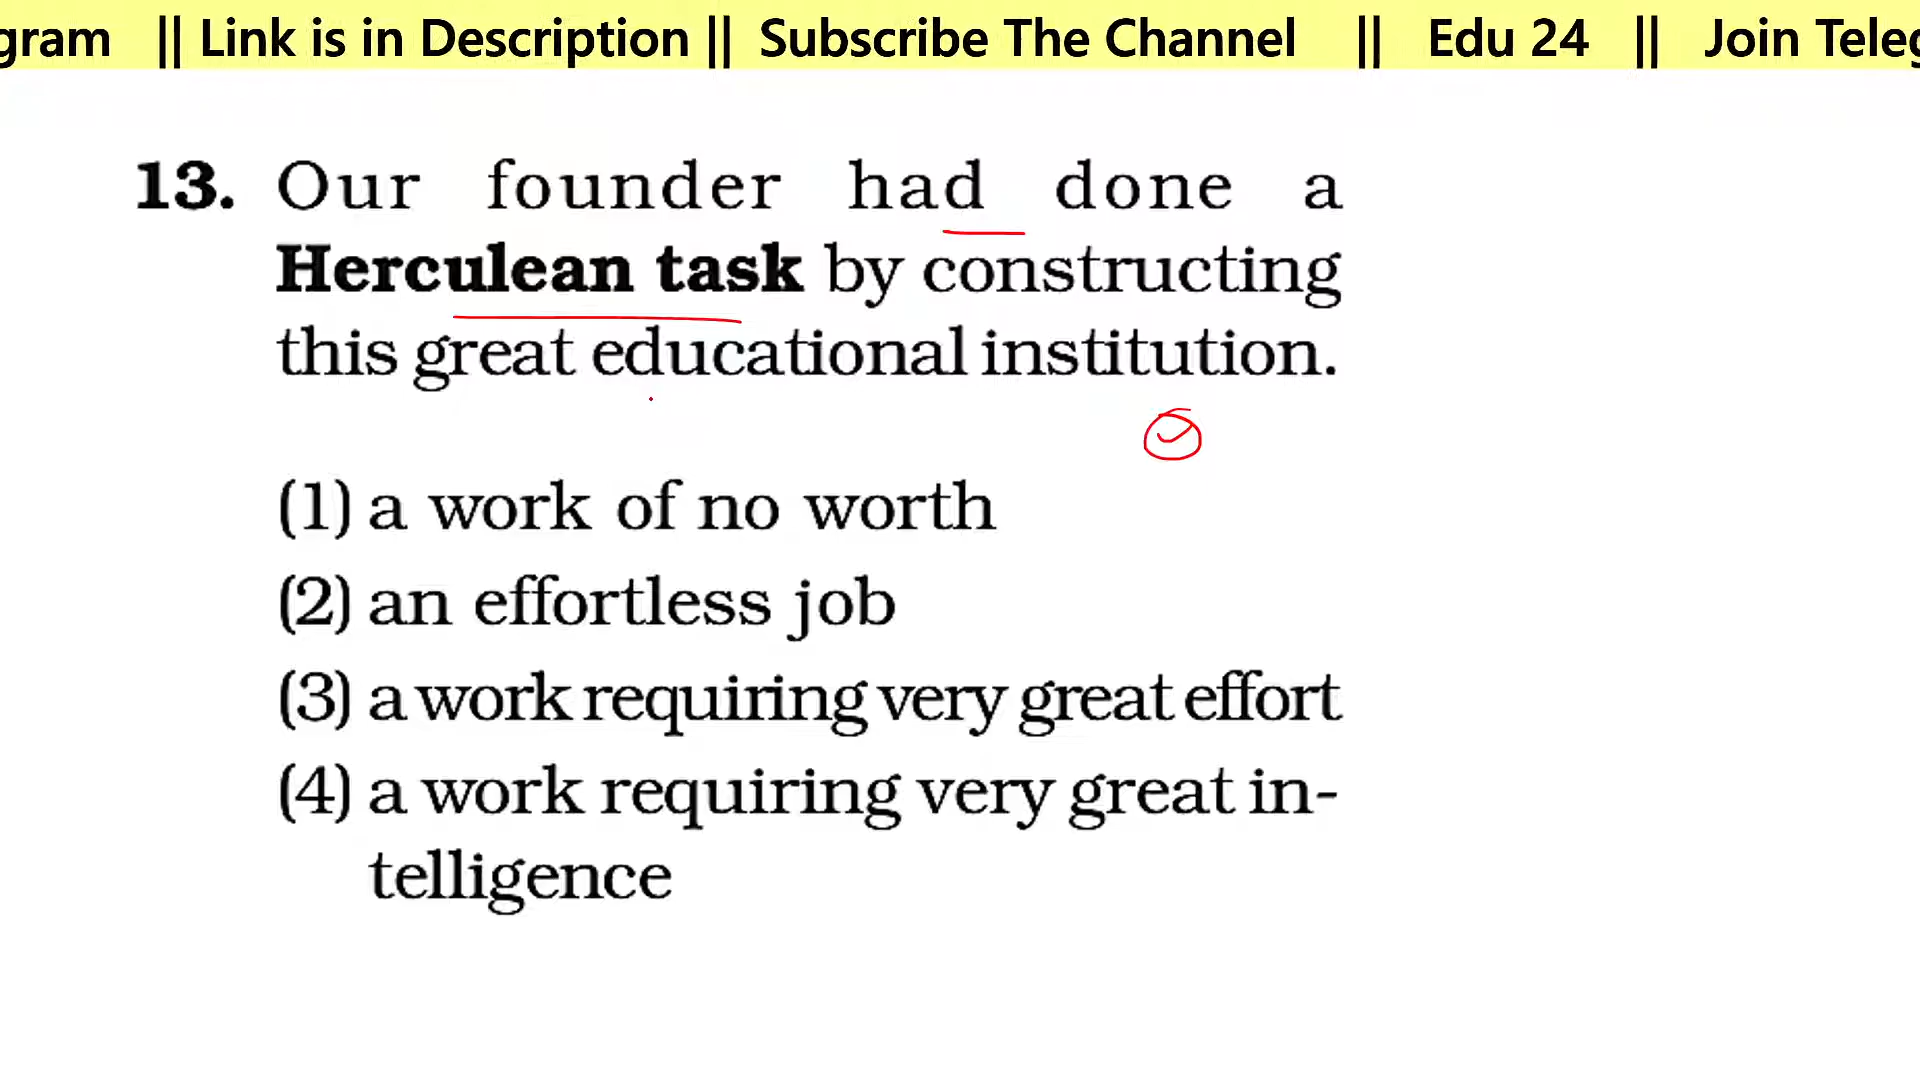 gram || Link is in Description || Subscribe The Channel || Edu 24 || Join Teleg
13. Our founder had done a
Herculean task by constructing
this great educational institution.
(1) a work of no worth
(2) an effortless job
(3) a work requiring very great effort
(4) a work requiring very great in-
telligence